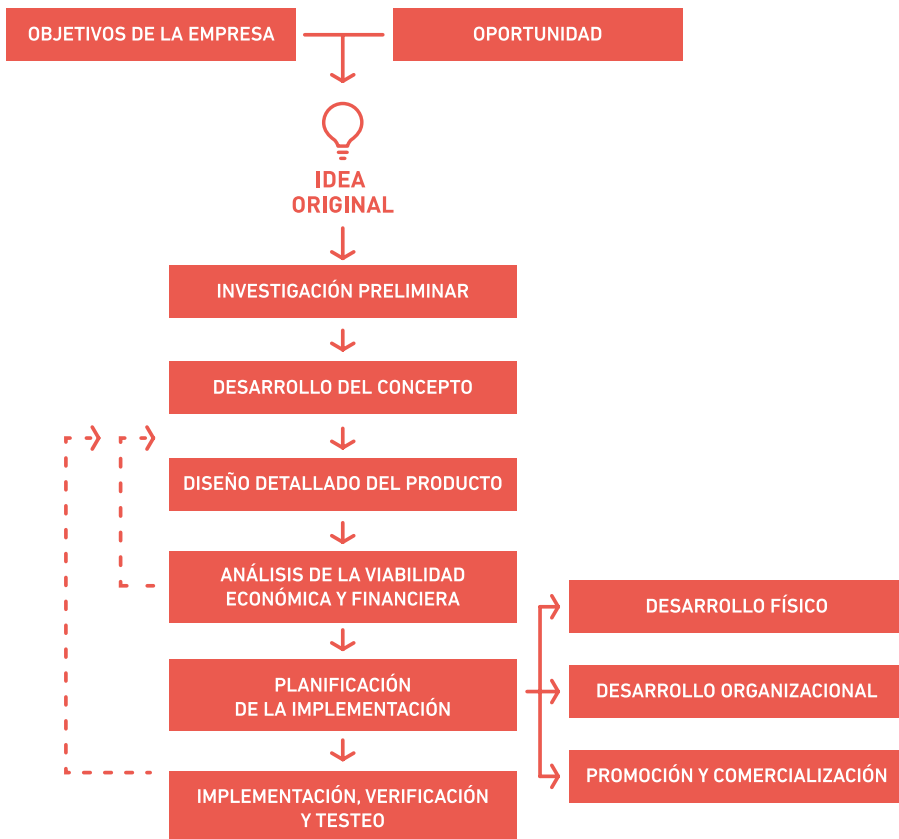 OBJETIVOS DE LA EMPRESA
OPORTUNIDAD
IDEA
ORIGINAL
INVESTIGACIÓN PRELIMINAR
DESARROLLO DEL CONCEPTO
DISEÑO DETALLADO DEL PRODUCTO
ANÁLISIS DE LA VIABILIDAD
ECONÓMICA Y FINANCIERA
PLANIFICACIÓN
DE LA IMPLEMENTACIÓN
DESARROLLO FÍSICO
DESARROLLO ORGANIZACIONAL
PROMOCIÓN Y COMERCIALIZACIÓN
IMPLEMENTACIÓN, VERIFICACIÓN
Y TESTEO